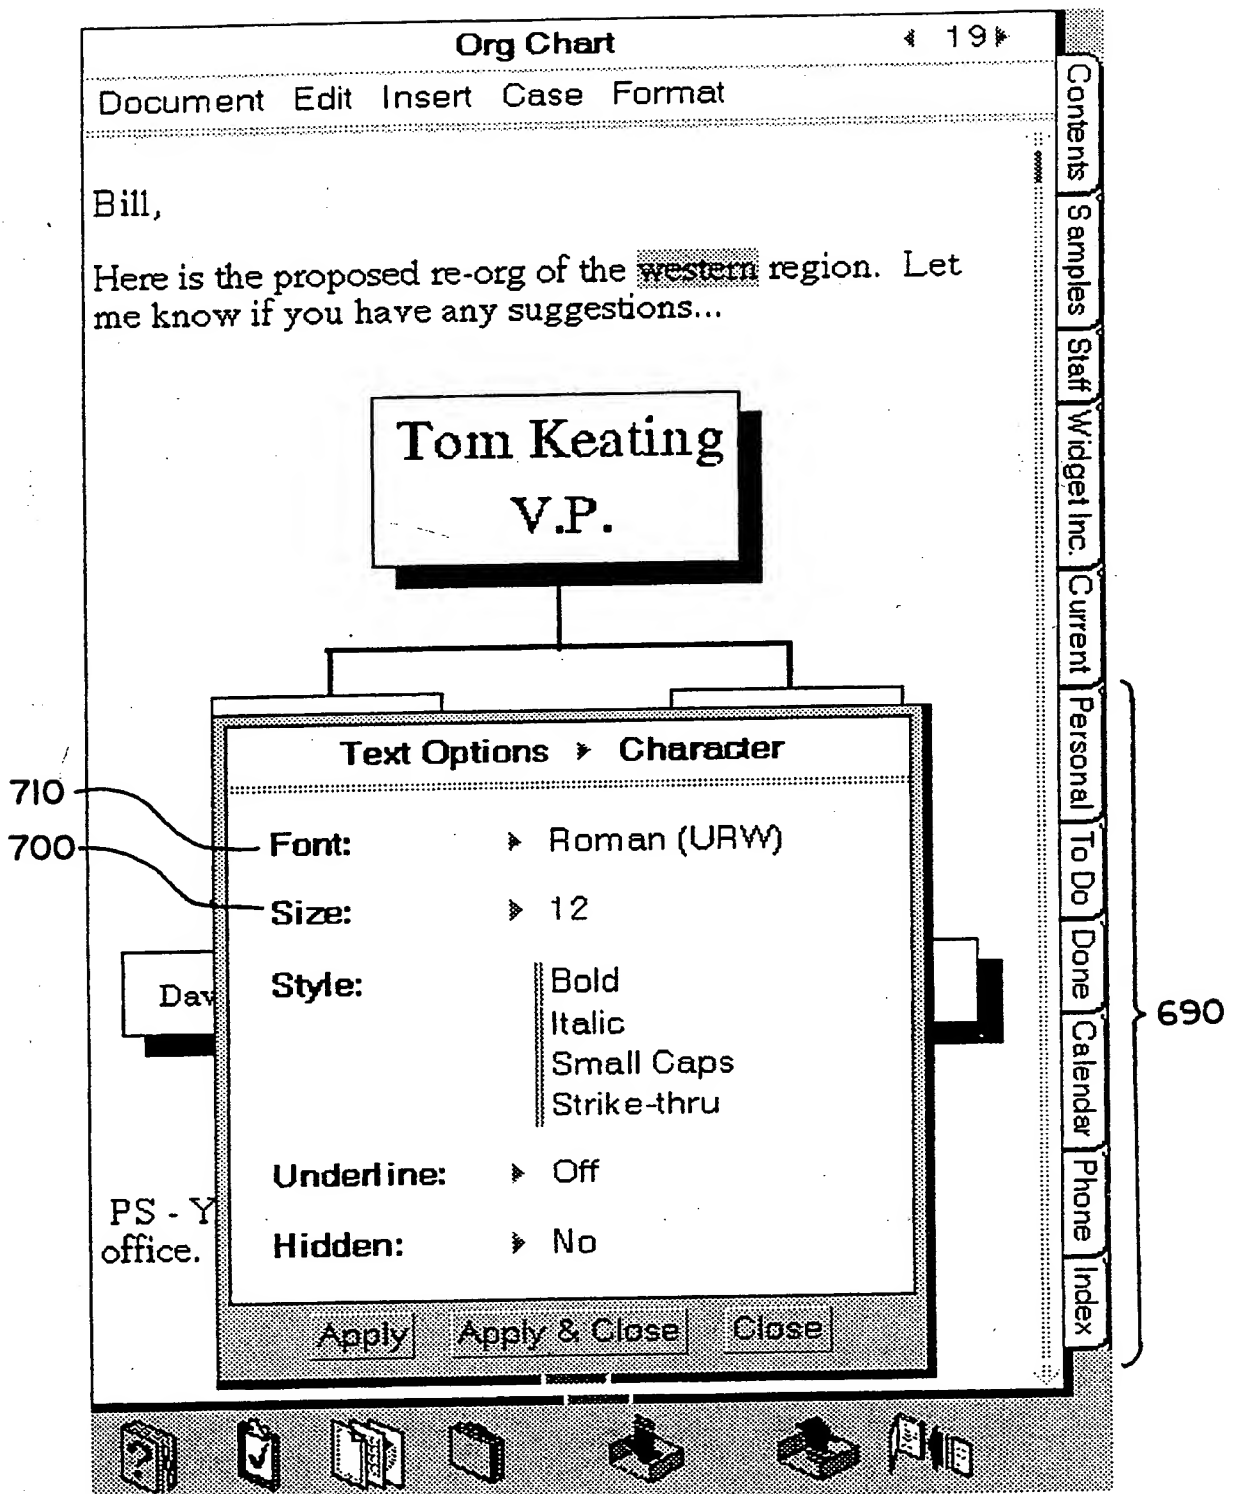 Org Chart 19
Document Edit Insert Case Format
Bill,
Here is the proposed re-org of the western region. Let
me know if you have any suggestions...
Tom Keating
V.P.
Text Options Character
710
Font: Roman (URW)
700
Size: 12
Style: Bold
Italic
Small Caps
Strike-thru
Underline: Off
Hidden: No
Apply Apply & Close Close
Dav
PS - Y
office.
Contents
Samples
Staff
Widget Inc.
Current
Personal
To Do
Done
Calendar
Phone
Index
690
?